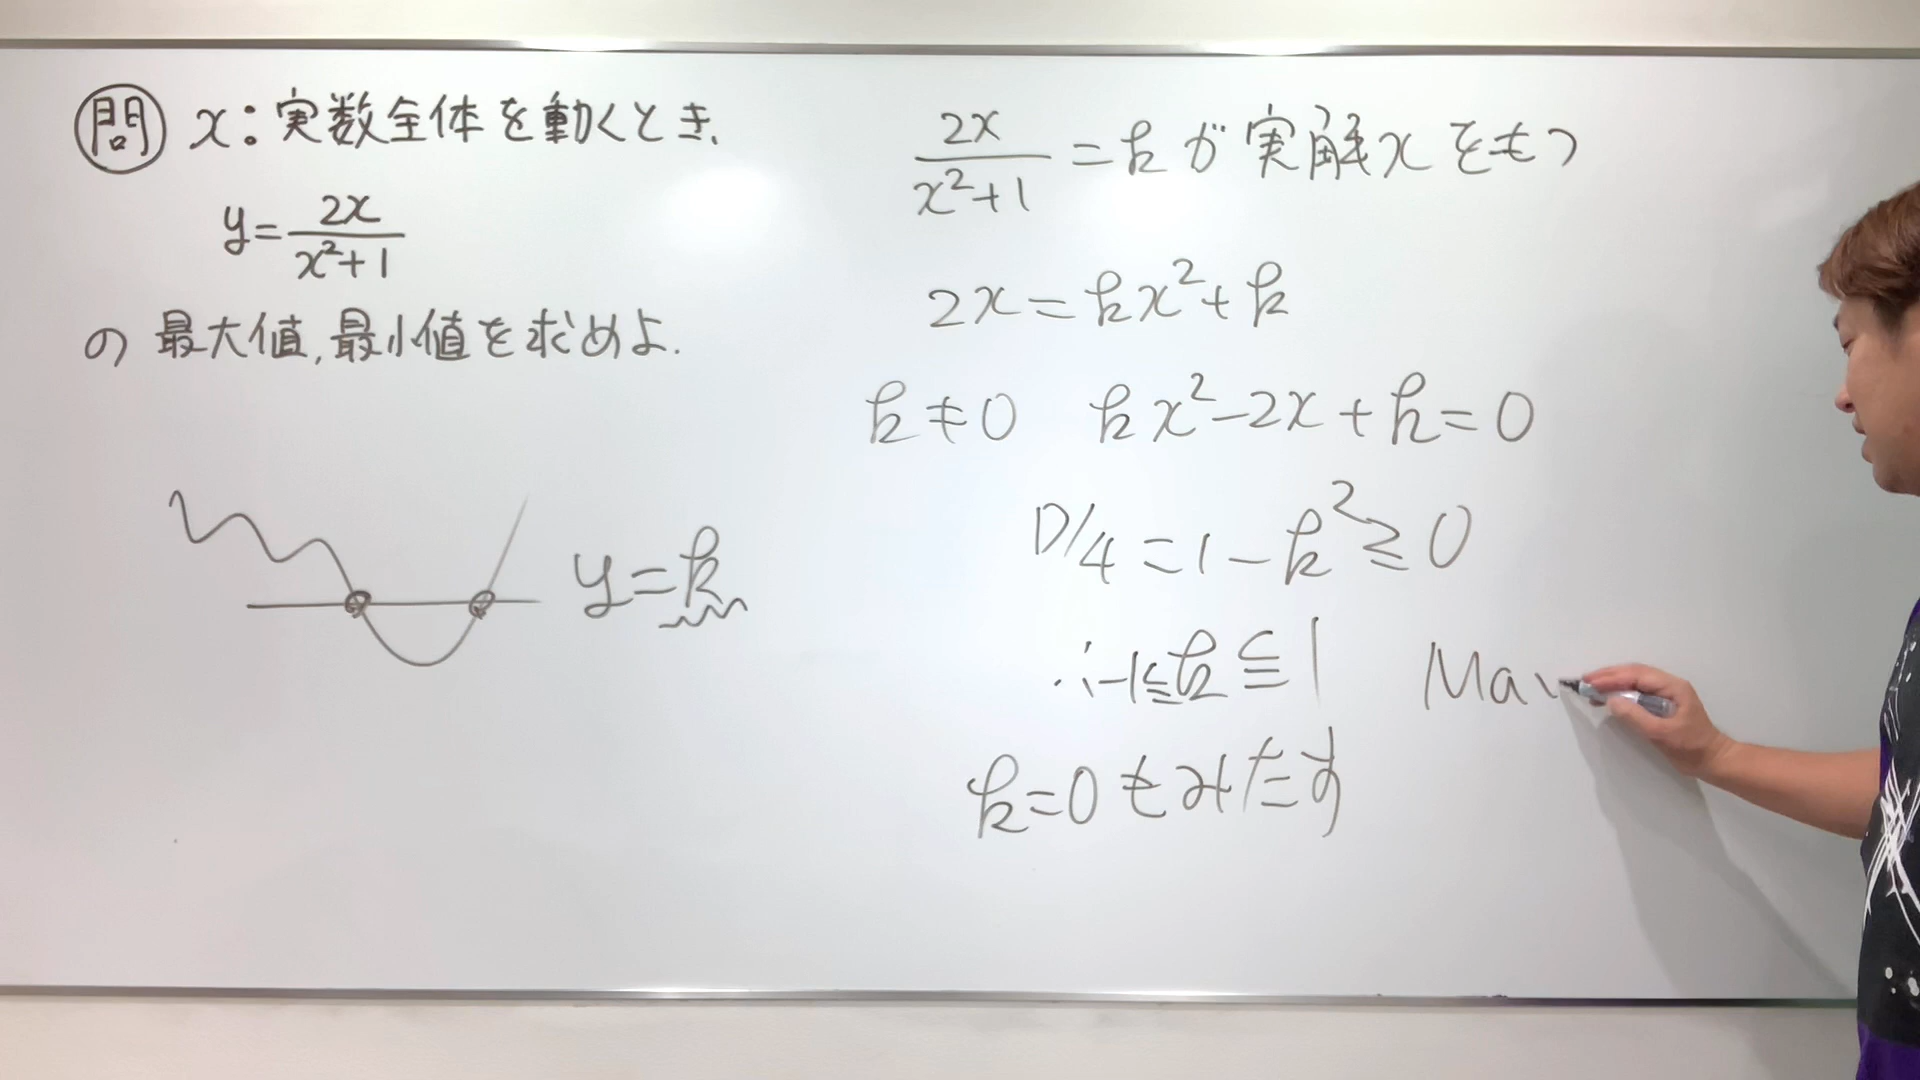 問 x:実数全体を動くとき、
y=2x/(x²+1)
の 最大値,最小値を求めよ.
y=k
2x/(x²+1)=kが実解xをもつ
2x=kx²+k
k≠0 kx²-2x+k=0
D/4=1-k²≧0
∴-1≦k≦1 Max
k=0もみたす